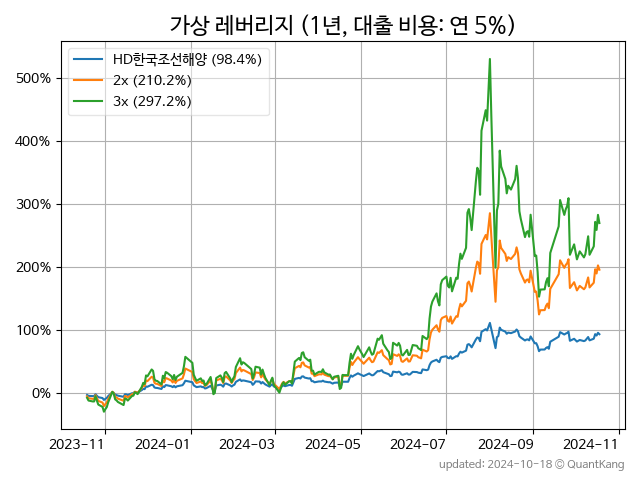 가상 레버리지 (1년, 대출 비용: 연 5%)
HD한국조선해양 (98.4%)
2x (210.2%)
3x (297.2%)
500%
400%
300%
200%
100%
0%
2023-11 2024-01 2024-03 2024-05 2024-07 2024-09 2024-11
updated: 2024-10-18 © QuantKang